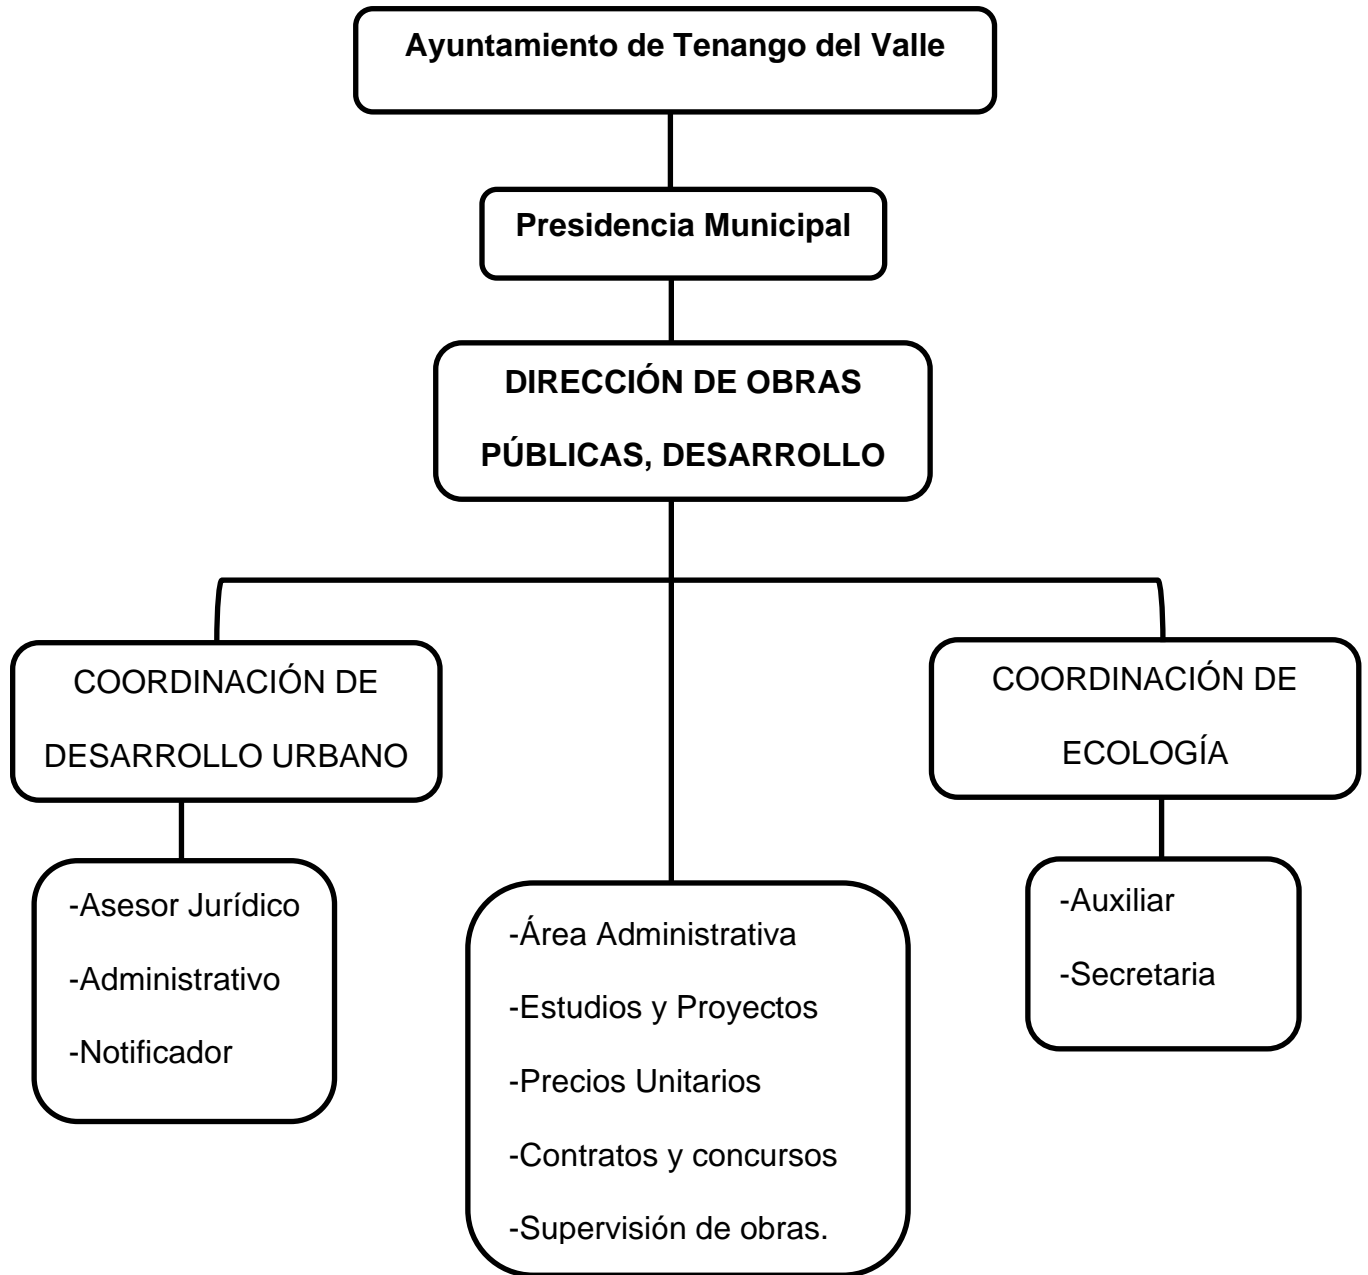 Ayuntamiento de Tenango del Valle
Presidencia Municipal
DIRECCIÓN DE OBRAS
PÚBLICAS, DESARROLLO
COORDINACIÓN DE
DESARROLLO URBANO
COORDINACIÓN DE
ECOLOGÍA
-Asesor Jurídico
-Administrativo
-Notificador
-Área Administrativa
-Estudios y Proyectos
-Precios Unitarios
-Contratos y concursos
-Supervisión de obras.
-Auxiliar
-Secretaria